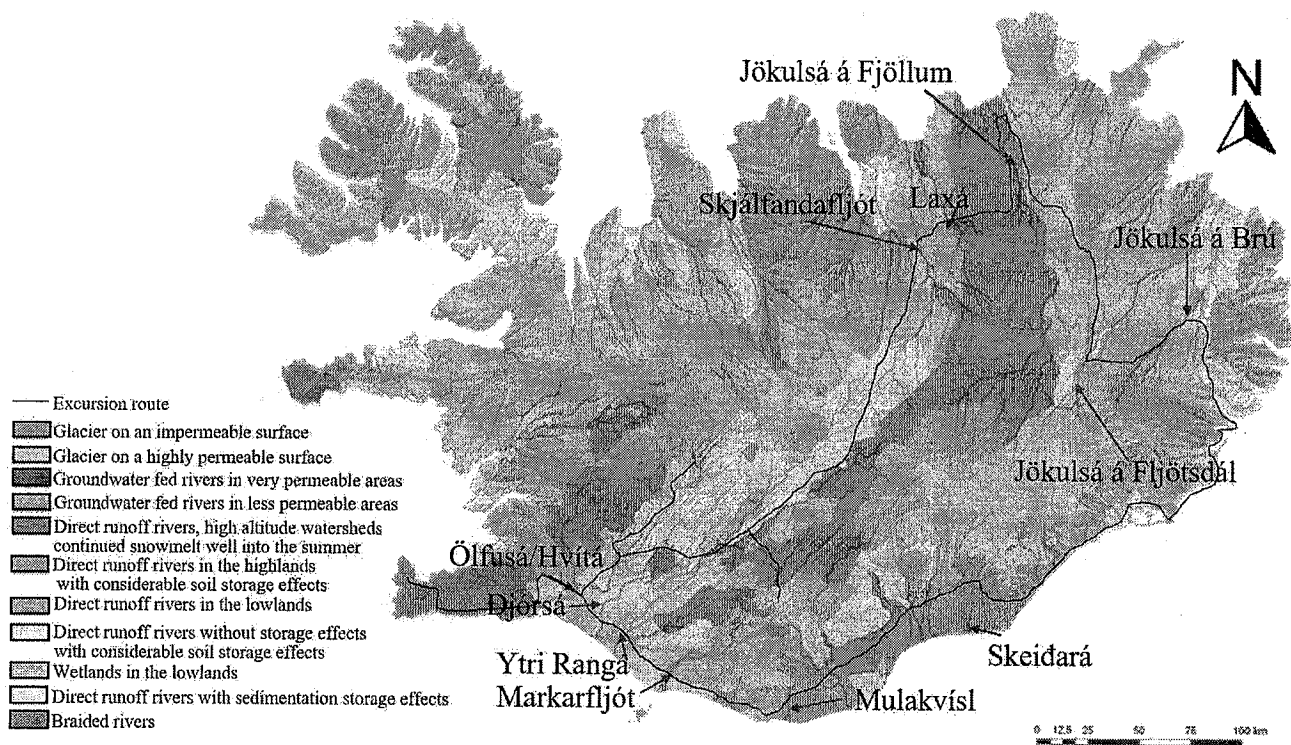 Jökulsá á Fjöllum
N
Skjálfandafljót
Laxá
Jökulsá á Brú
Excursion route
Glacier on an impermeable surface
Glacier on a highly permeable surface
Groundwater fed rivers in very permeable areas
Groundwater fed rivers in less permeable areas
Direct runoff rivers, high altitude watersheds
continued snowmelt well into the summer
Direct runoff rivers in the highlands
with considerable soil storage effects
Direct runoff rivers in the lowlands
Direct runoff rivers without storage effects
with considerable soil storage effects
Wetlands in the lowlands
Direct runoff rivers with sedimentation storage effects
Braided rivers
Jökulsá á Fljótsdál
Ölfusá/Hvítá
Djórsá
Ytri Rangá
Markarfljót
Mulakvísl
Skeiðará
0 12,5 25 50 75 100 km